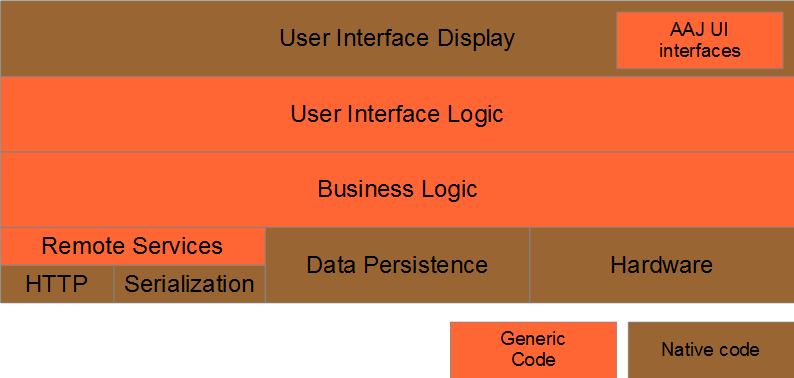 User Interface Display
AAJ UI
interfaces
User Interface Logic
Business Logic
Remote Services
HTTP
Serialization
Data Persistence
Hardware
Generic
Code
Native code